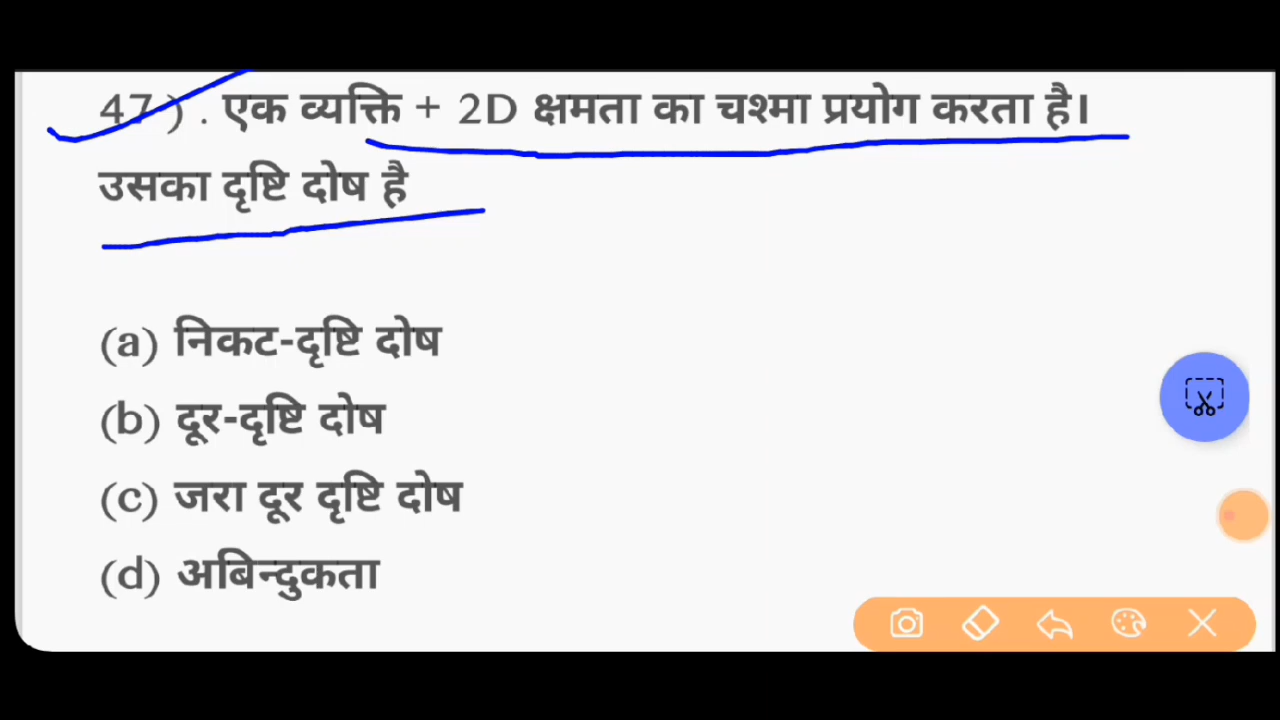 47 ) . एक व्यक्ति + 2D क्षमता का चश्मा प्रयोग करता है।
उसका दृष्टि दोष है
(a) निकट-दृष्टि दोष
(b) दूर-दृष्टि दोष
(c) जरा दूर दृष्टि दोष
(d) अबिन्दुकता